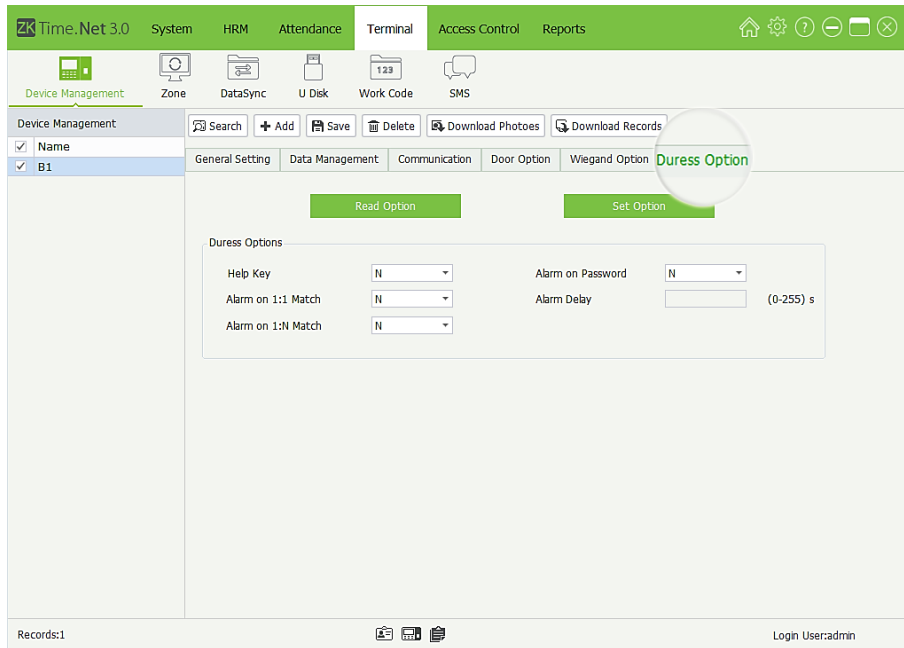 ZK Time.Net 3.0 System HRM Attendance Terminal Access Control Reports
Device Management Zone DataSync U Disk 123 Work Code SMS
Device Management Search Add Save Delete Download Photoes Download Records
Name
B1
General Setting Data Management Communication Door Option Wiegand Option Duress Option
Read Option Set Option
Duress Options
Help Key N Alarm on Password N
Alarm on 1:1 Match N Alarm Delay (0-255) s
Alarm on 1:N Match N
Records:1 Login User:admin